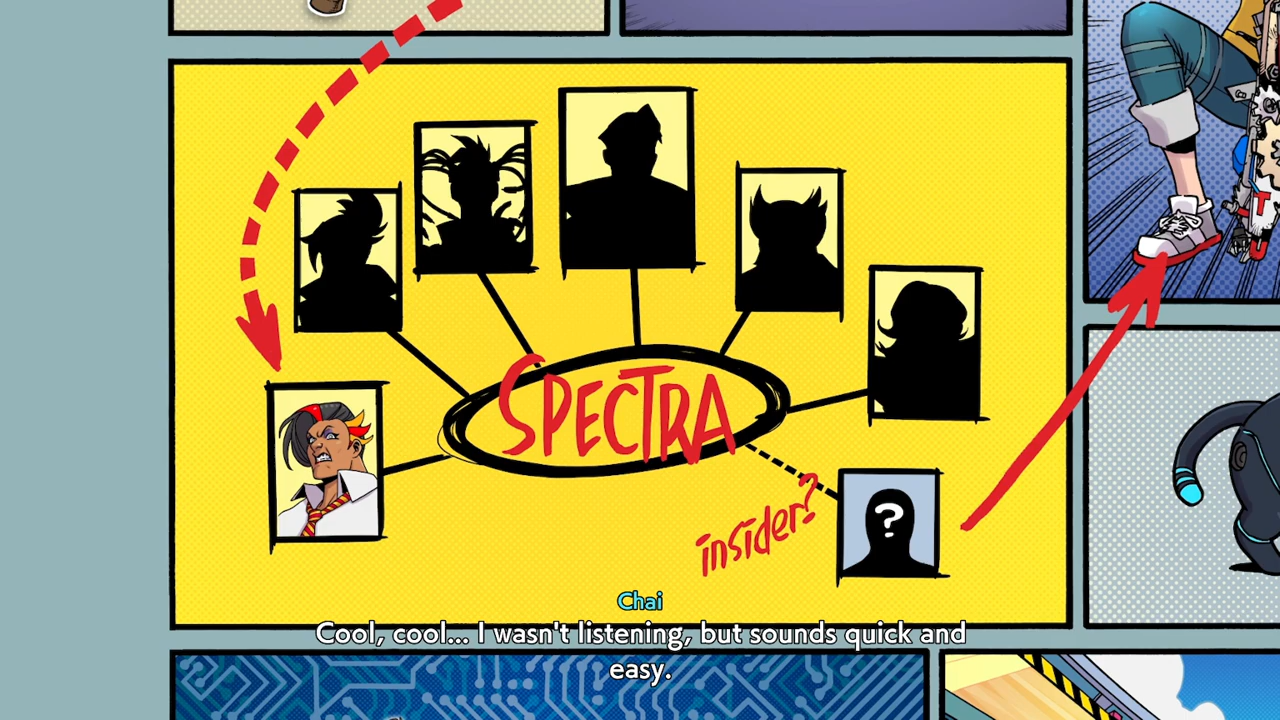 SPECTRA
insider?
?
Chai
Cool, cool... I wasn't listening, but sounds quick and
easy.